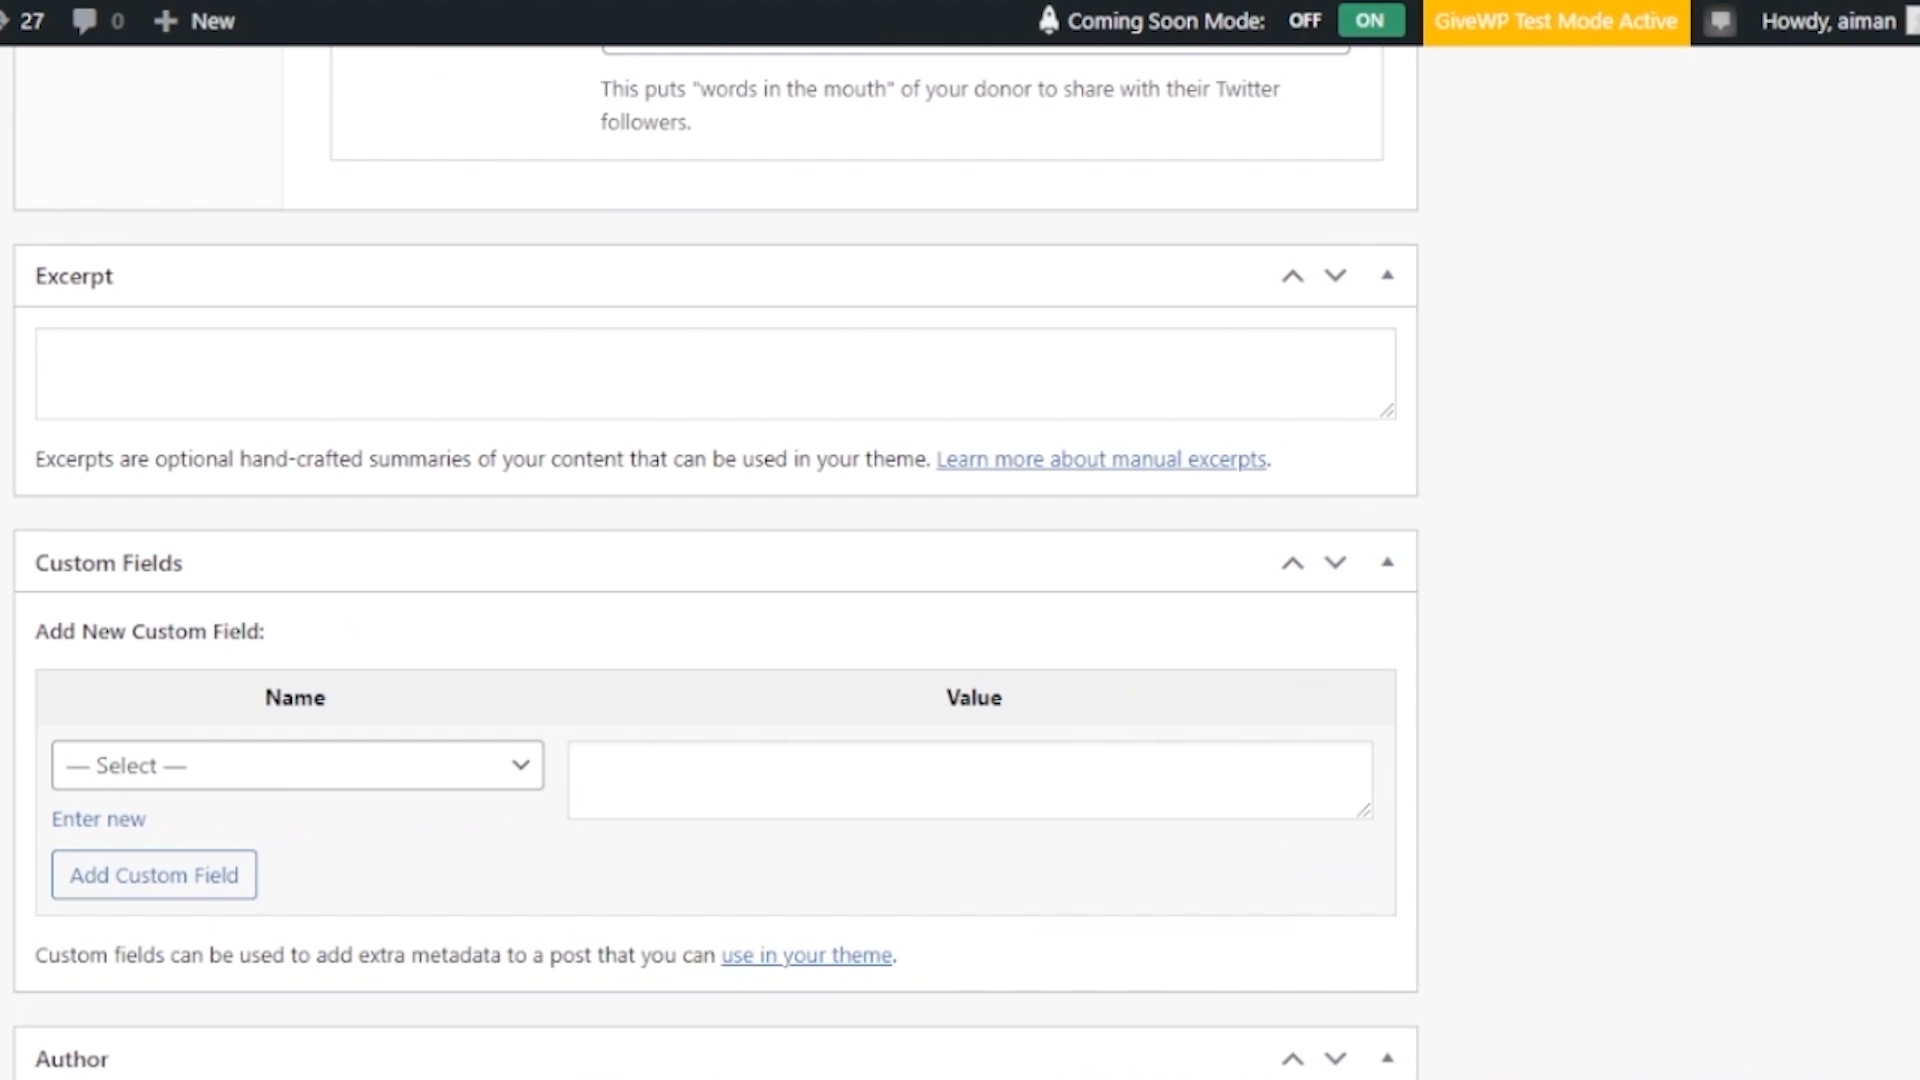 27 0 New Coming Soon Mode: OFF ON GiveWP Test Mode Active Howdy, aiman
This puts "words in the mouth" of your donor to share with their Twitter
followers.
Excerpt
Excerpts are optional hand-crafted summaries of your content that can be used in your theme. Learn more about manual excerpts.
Custom Fields
Add New Custom Field:
Name Value
— Select —
Enter new
Add Custom Field
Custom fields can be used to add extra metadata to a post that you can use in your theme.
Author